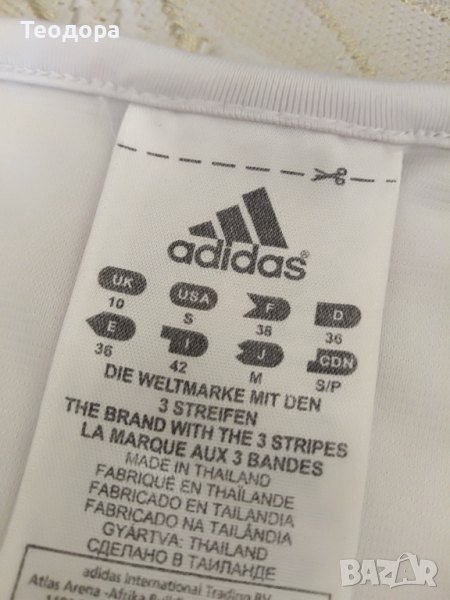 Теодора
adidas®
UK USA F D
10 S 38 36
E I J CDN
36 42 M S/P
DIE WELTMARKE MIT DEN
3 STREIFEN
THE BRAND WITH THE 3 STRIPES
LA MARQUE AUX 3 BANDES
MADE IN THAILAND
FABRIQUÉ EN THAÏLANDE
FABRICADO EN TAILANDIA
FABRICADO NA TAILÂNDIA
GYÁRTVA: THAILAND
СДЕЛАНО В ТАИЛАНДЕ
adidas International Trading BV
Atlas Arena -Afrika
bazar